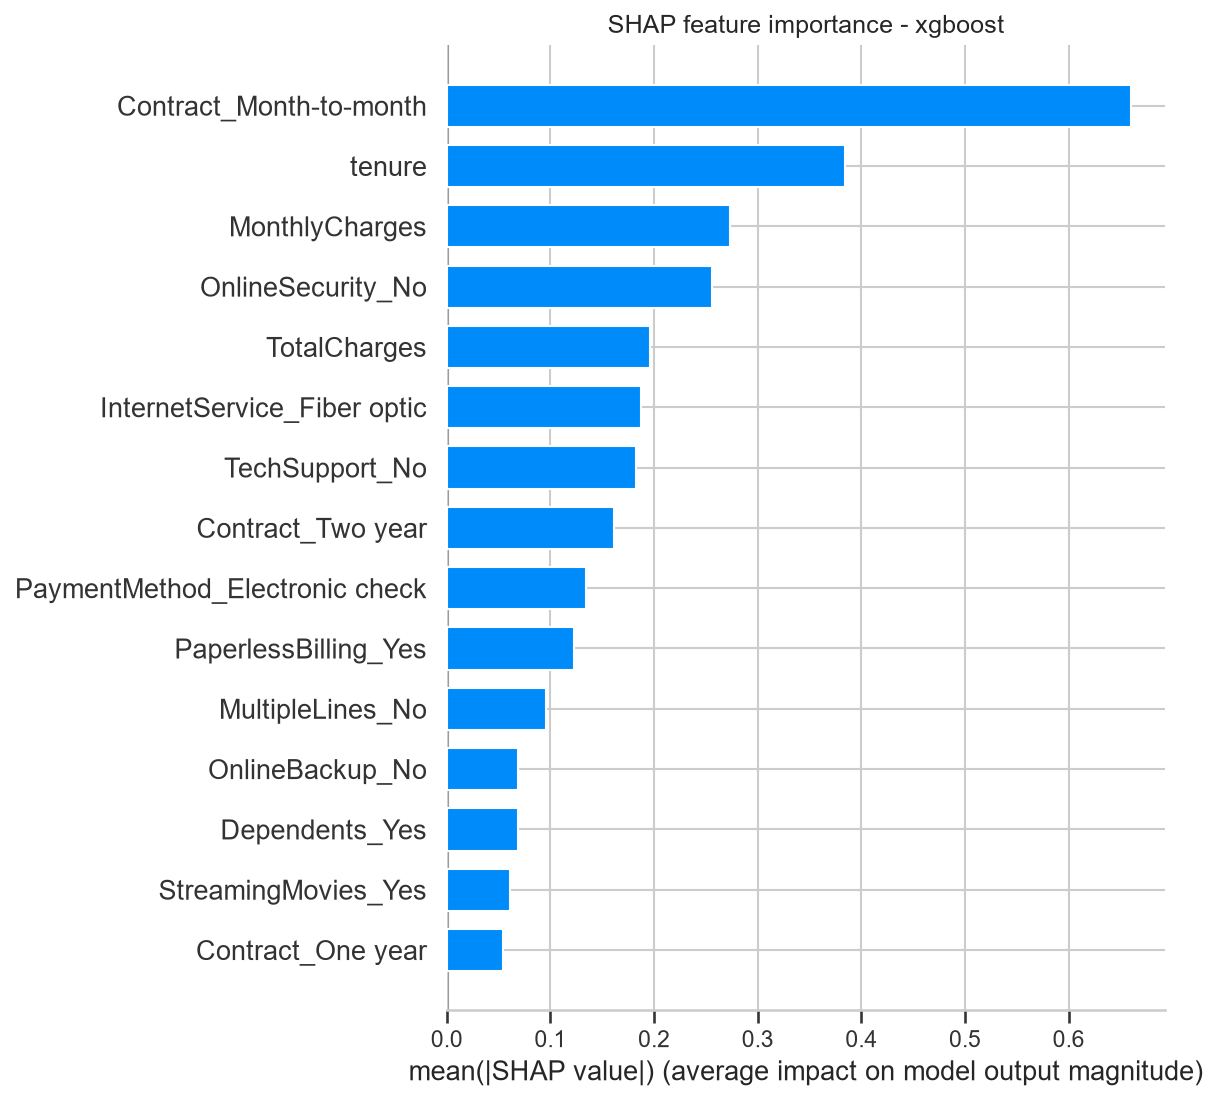 SHAP feature importance - xgboost
Contract_Month-to-month
tenure
MonthlyCharges
OnlineSecurity_No
TotalCharges
InternetService_Fiber optic
TechSupport_No
Contract_Two year
PaymentMethod_Electronic check
PaperlessBilling_Yes
MultipleLines_No
OnlineBackup_No
Dependents_Yes
StreamingMovies_Yes
Contract_One year
0.0 0.1 0.2 0.3 0.4 0.5 0.6
mean(|SHAP value|) (average impact on model output magnitude)